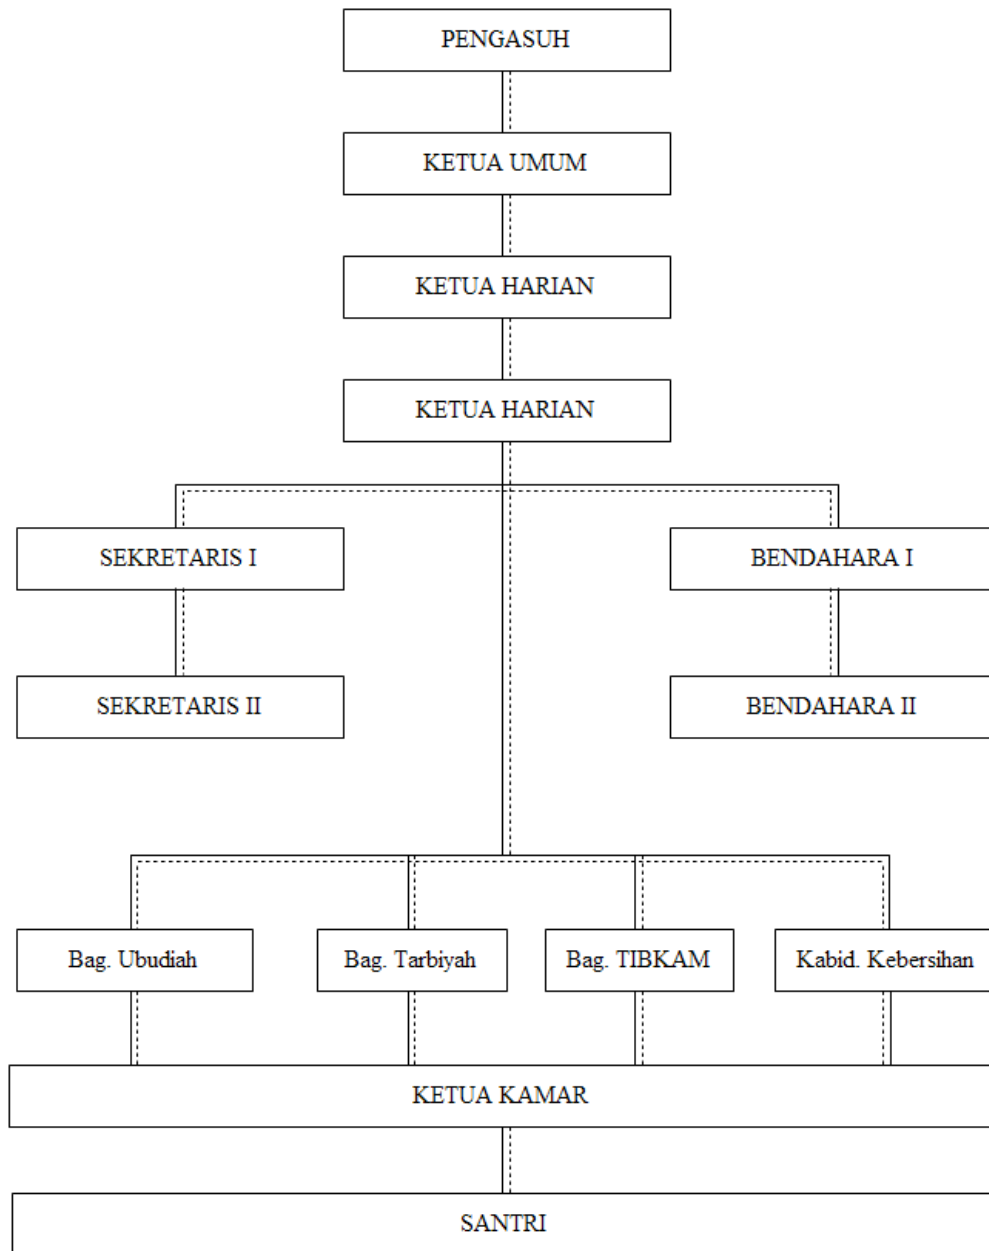 PENGASUH
KETUA UMUM
KETUA HARIAN
KETUA HARIAN
SEKRETARIS I
BENDAHARA I
SEKRETARIS II
BENDAHARA II
Bag. Ubudiah
Bag. Tarbiyah
Bag. TIBKAM
Kabid. Kebersihan
KETUA KAMAR
SANTRI